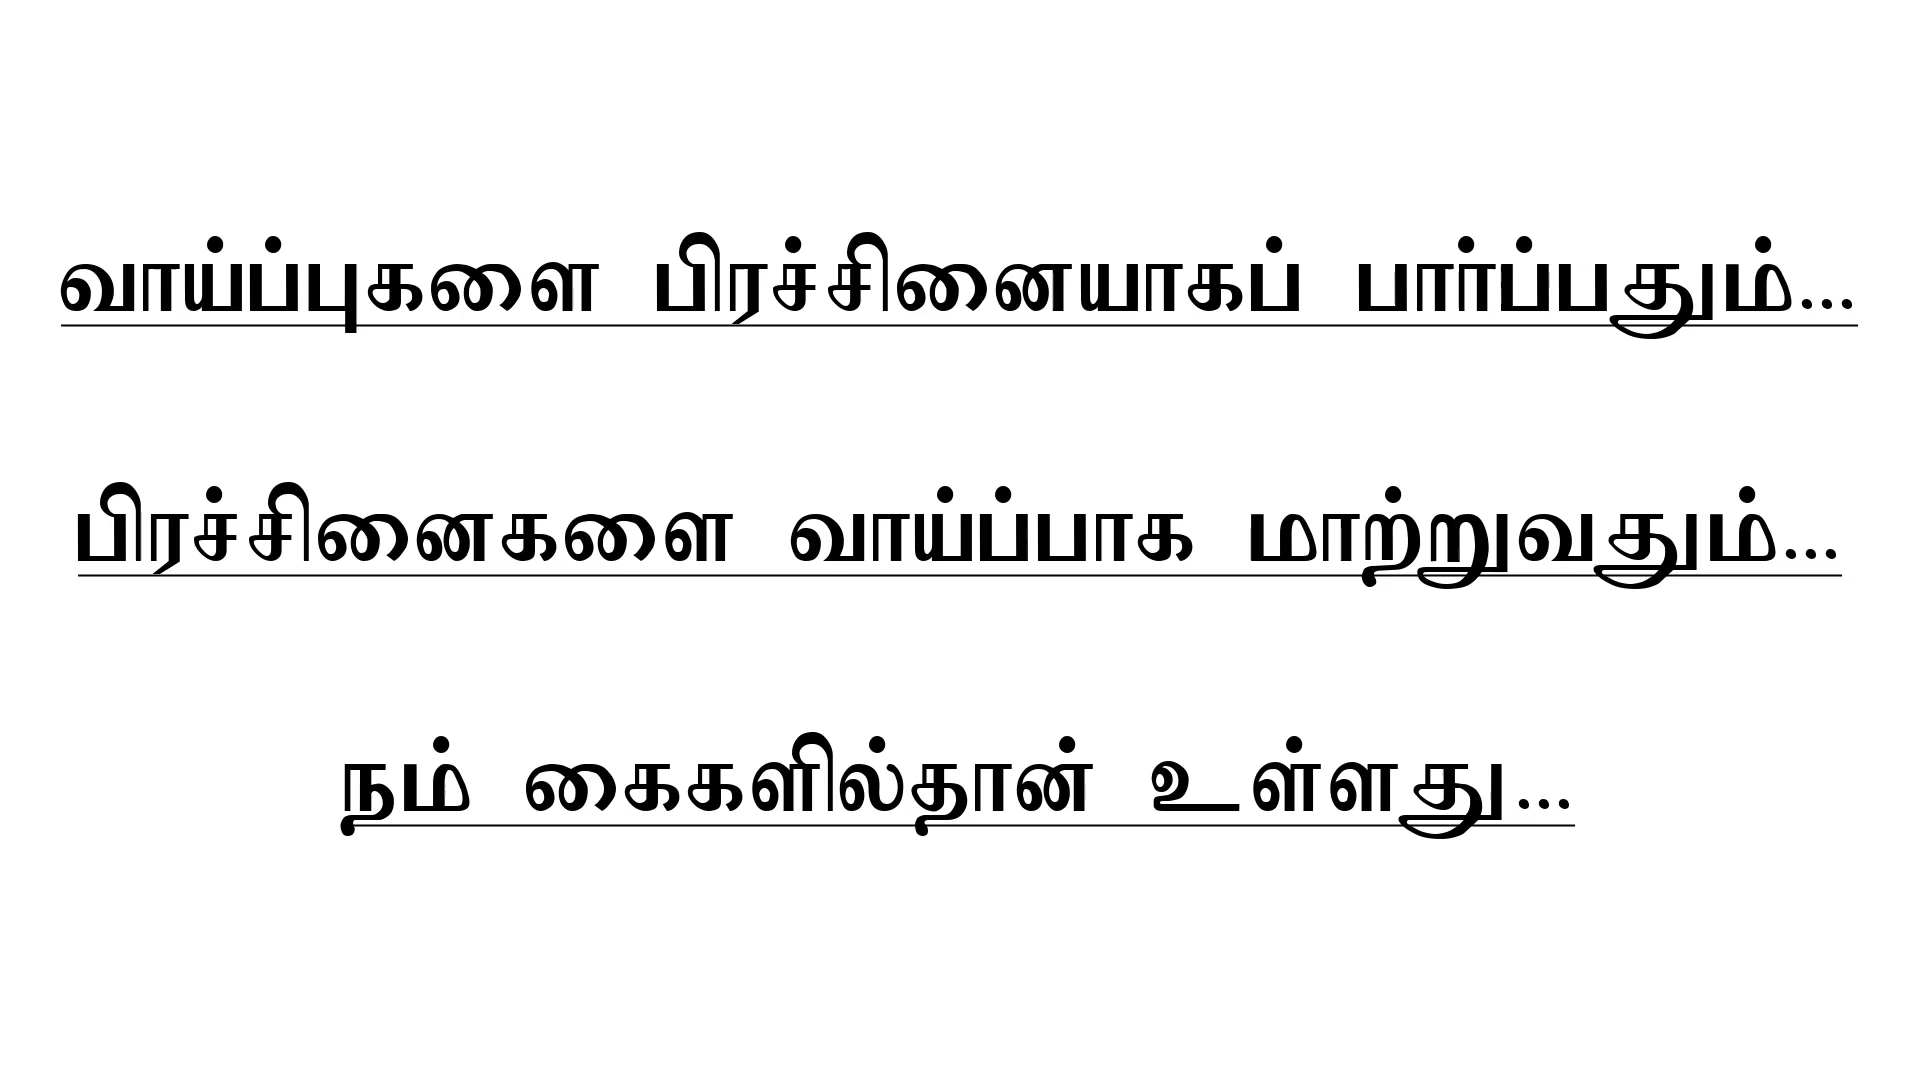 வாய்ப்புகளை பிரச்சினையாகப் பார்ப்பதும்...
பிரச்சினைகளை வாய்ப்பாக மாற்றுவதும்...
நம் கைகளில்தான் உள்ளது...